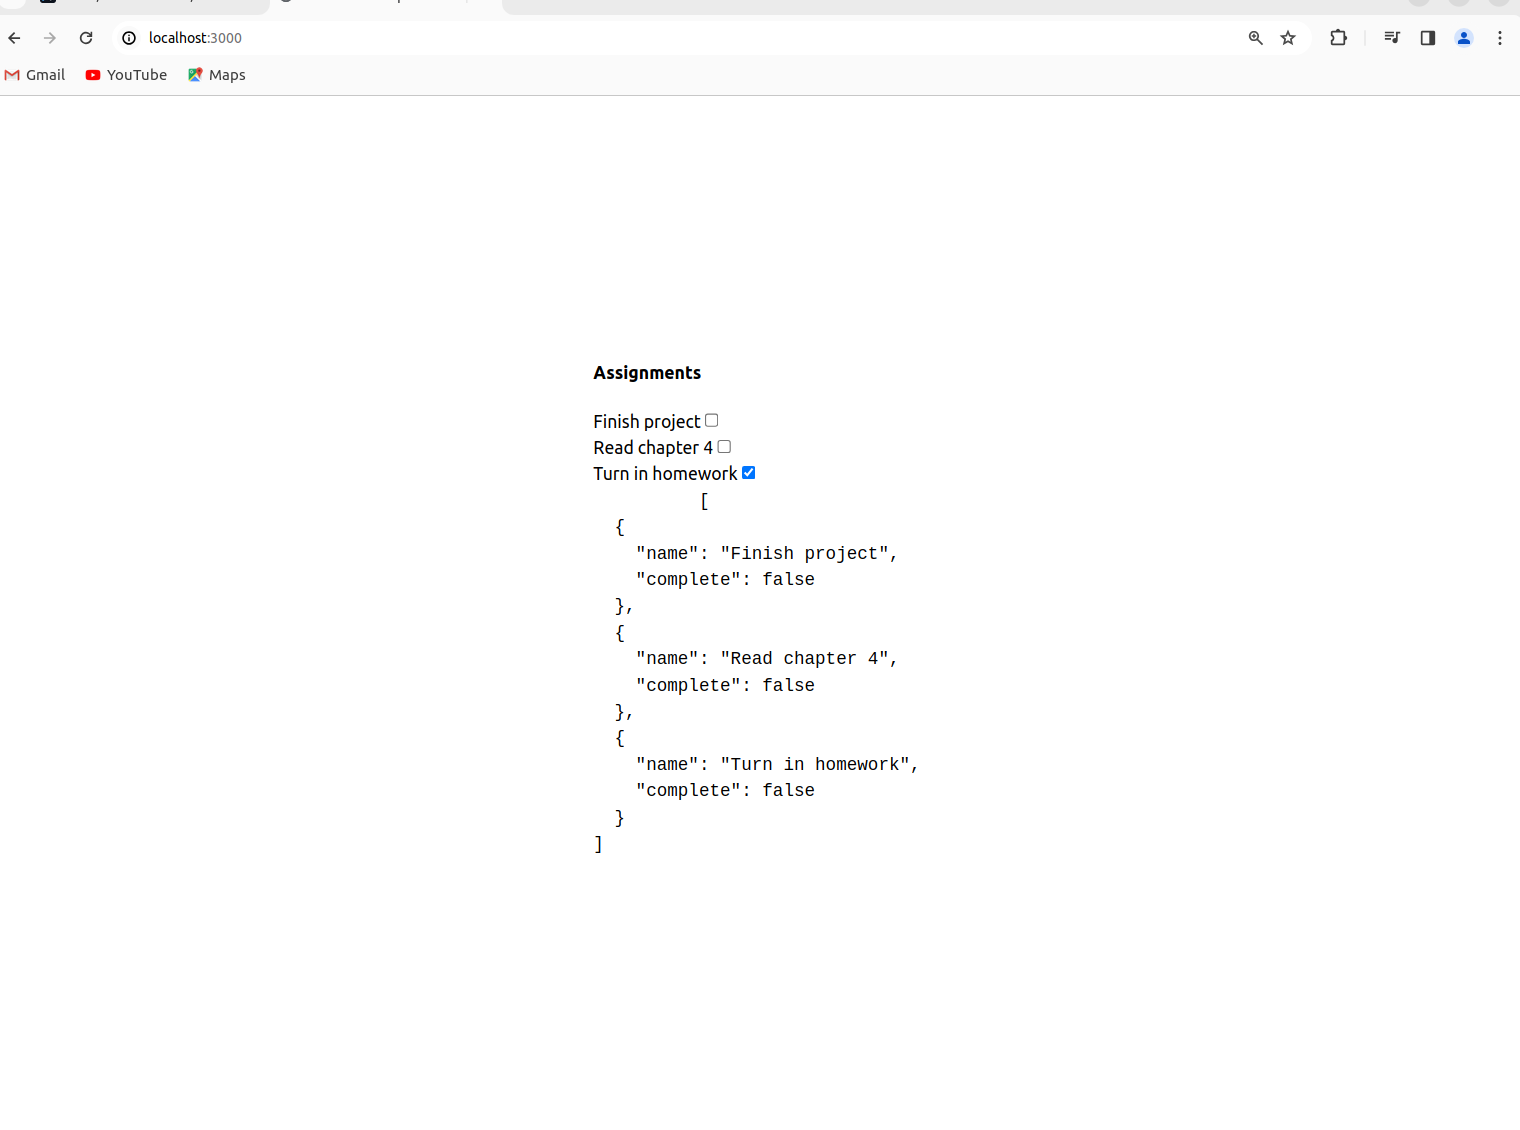 localhost:3000
Gmail YouTube Maps
Assignments
Finish project
Read chapter 4
Turn in homework
[
{
"name": "Finish project",
"complete": false
},
{
"name": "Read chapter 4",
"complete": false
},
{
"name": "Turn in homework",
"complete": false
}
]